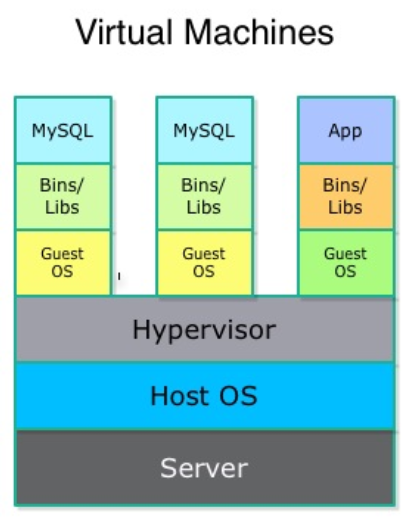 Virtual Machines
MySQL
MySQL
App
Bins/
Libs
Bins/
Libs
Bins/
Libs
Guest
OS
Guest
OS
Guest
OS
Hypervisor
Host OS
Server